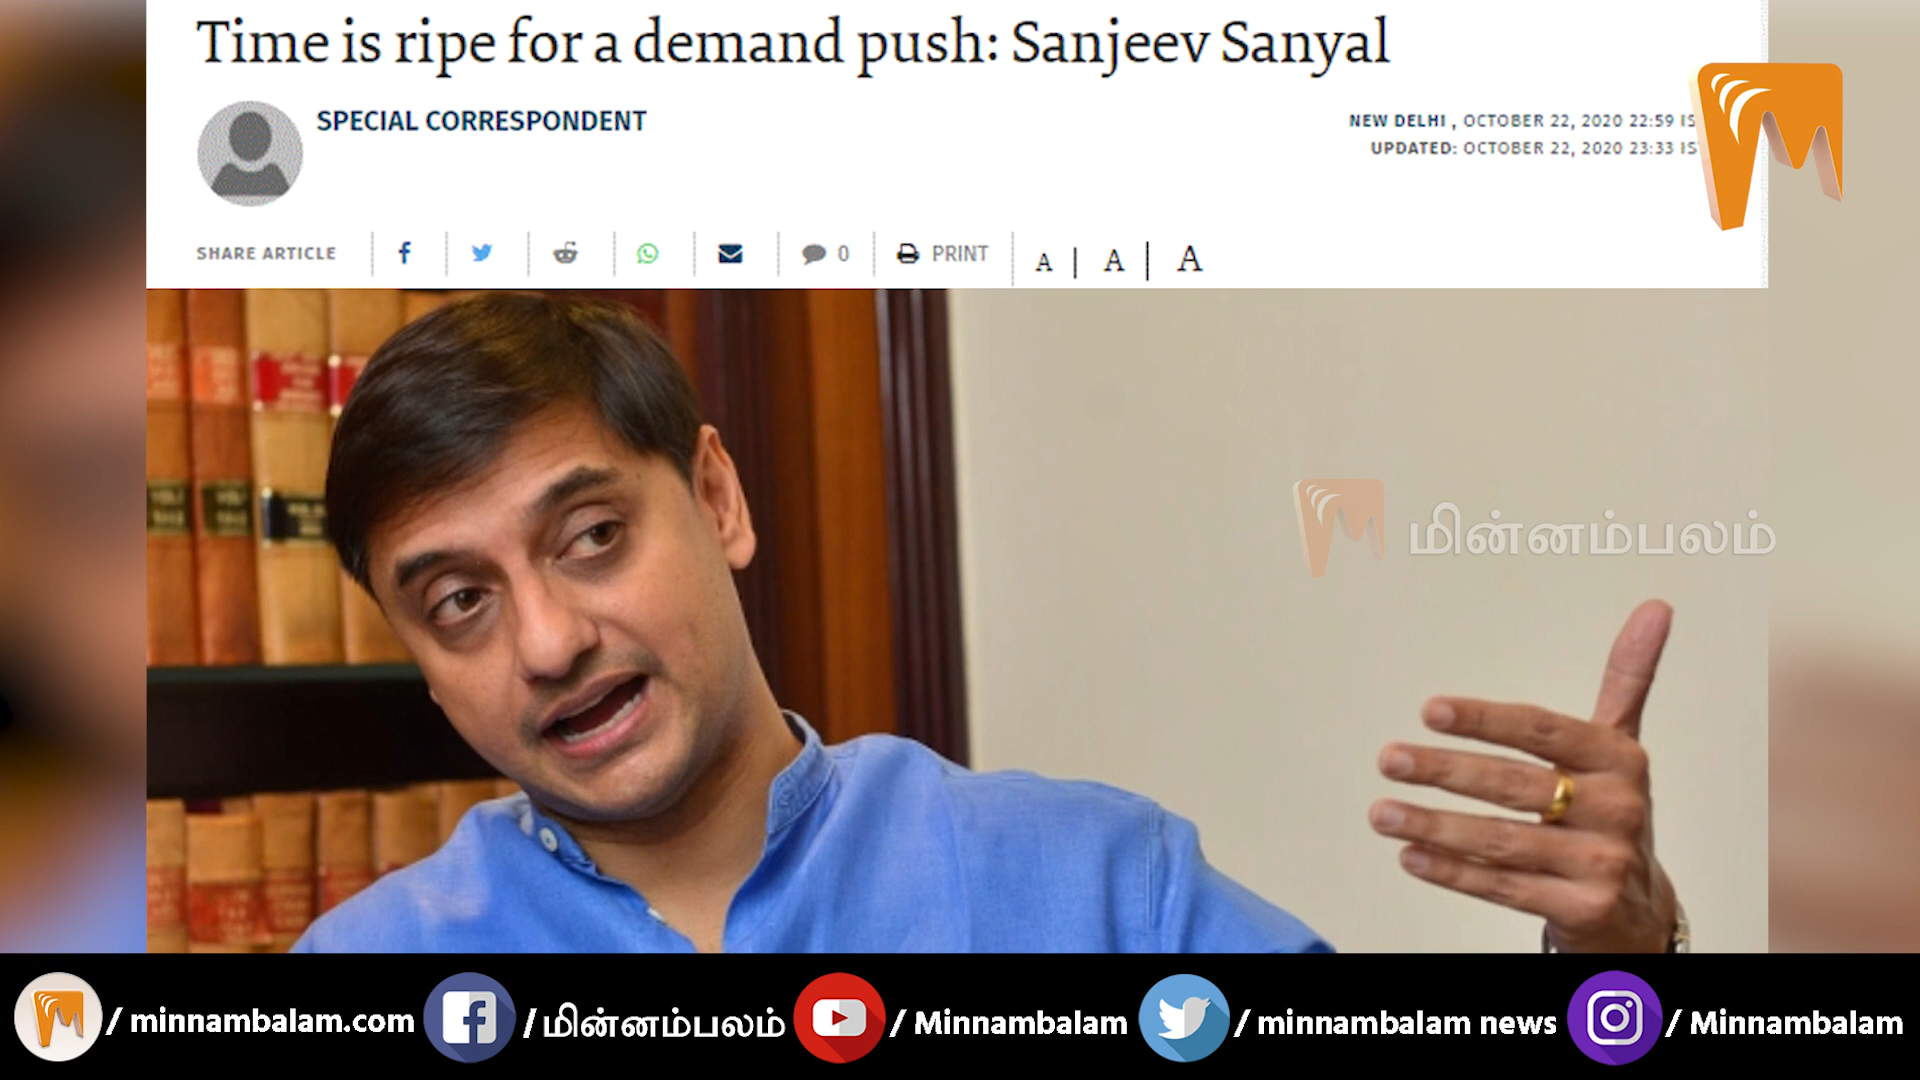 Time is ripe for a demand push: Sanjeev Sanyal
SPECIAL CORRESPONDENT
NEW DELHI , OCTOBER 22, 2020 22:59 IS
UPDATED: OCTOBER 22, 2020 23:33 IS
SHARE ARTICLE
0
PRINT
A | A | A
மின்னம்பலம்
/ minnambalam.com
/ மின்னம்பலம்
/ Minnambalam
/ minnambalam news
/ Minnambalam